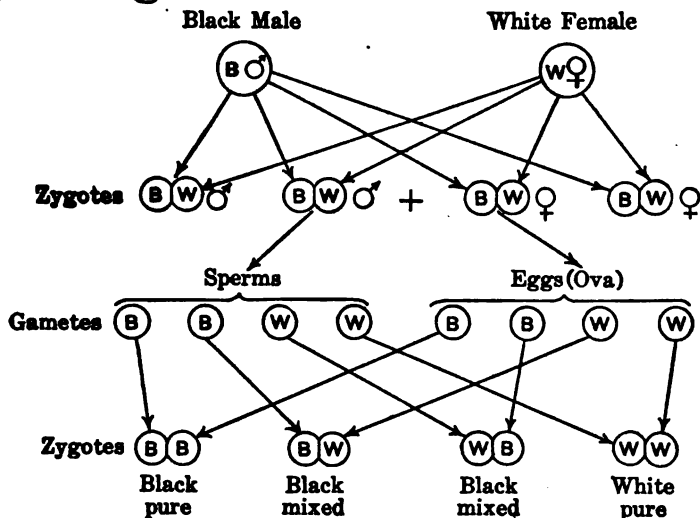 Black Male White Female
B ♂ W ♀
Zygotes B W ♂ B W ♂ + B W ♀ B W ♀
Sperms Eggs (Ova)
Gametes B B W W B B W W
Zygotes B B B W W B W W
Black Black Black White
pure mixed mixed pure